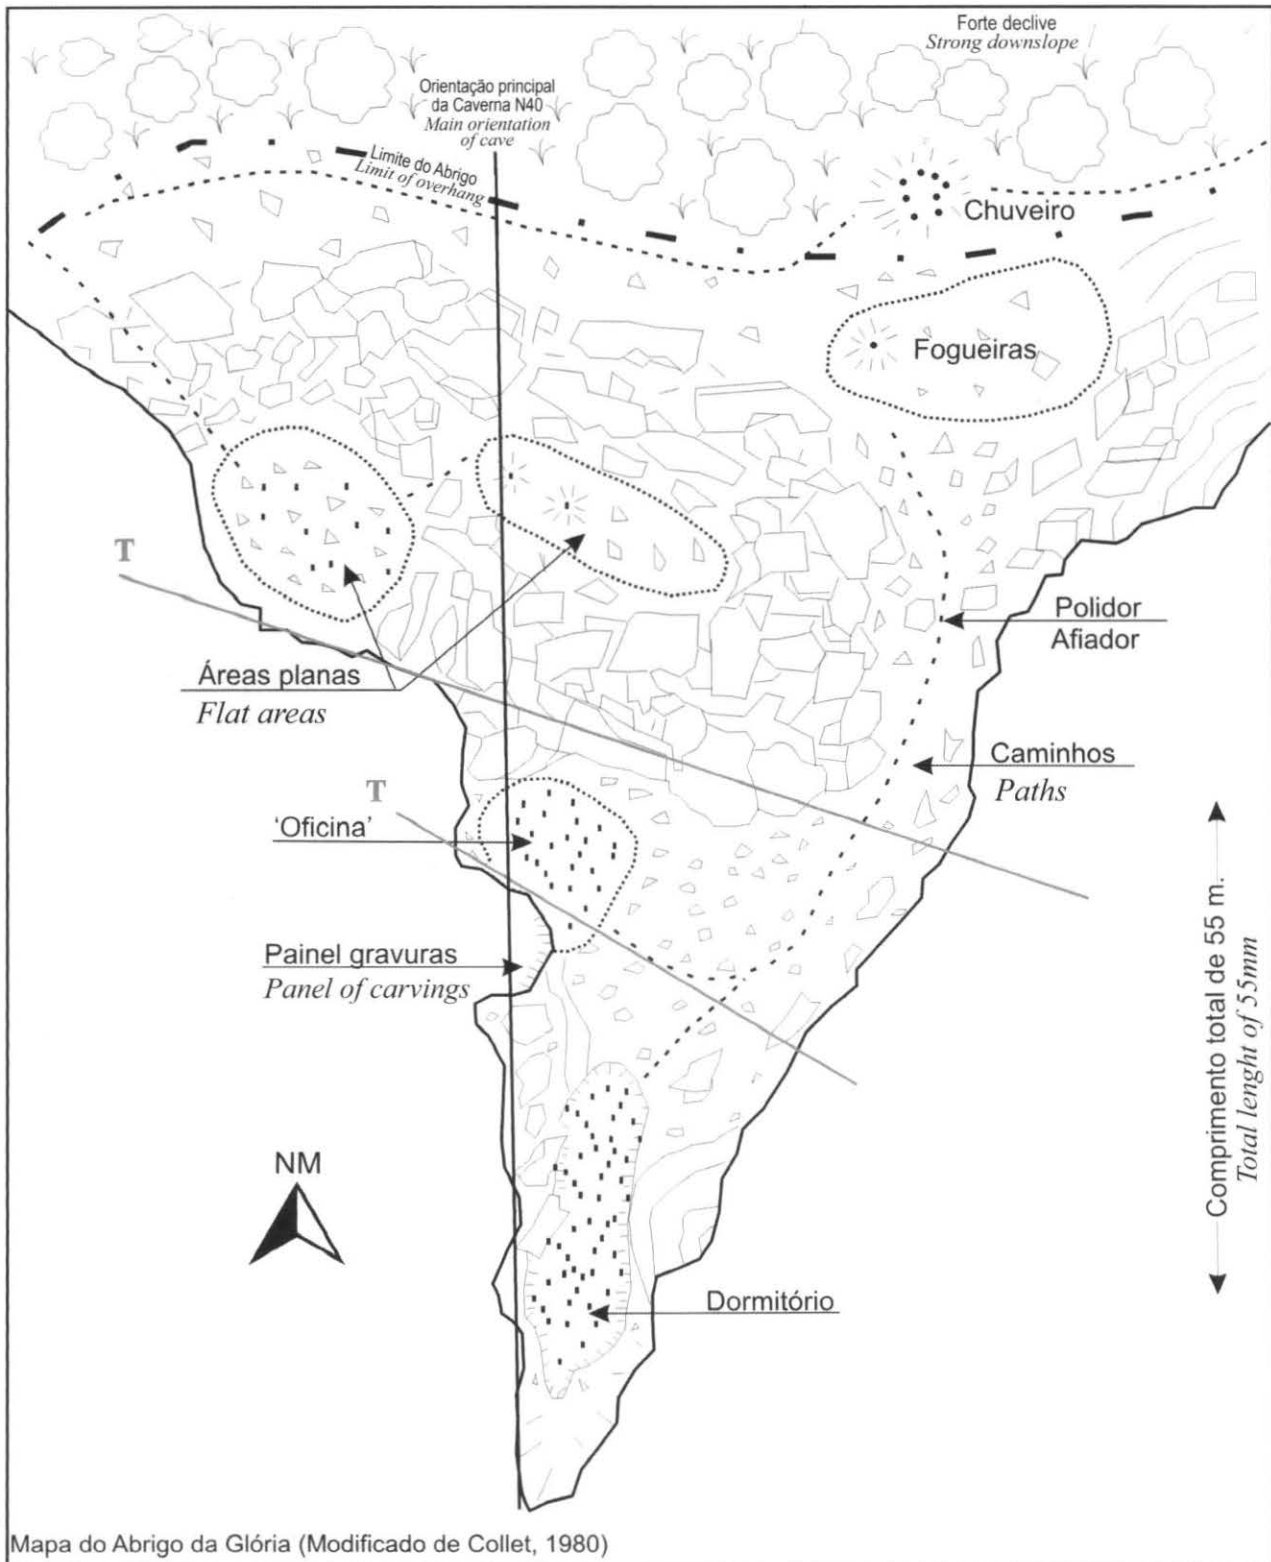 Forte declive
Strong downslope
Orientação principal
da Caverna N40
Main orientation
of cave
Limite do Abrigo
Limit of overhang
Chuveiro
Fogueiras
T
Polidor
Afiador
Áreas planas
Flat areas
Caminhos
Paths
T
'Oficina'
Painel gravuras
Panel of carvings
Comprimento total de 55 m.
Total lenght of 55mm
NM
Dormitório
Mapa do Abrigo da Glória (Modificado de Collet, 1980)